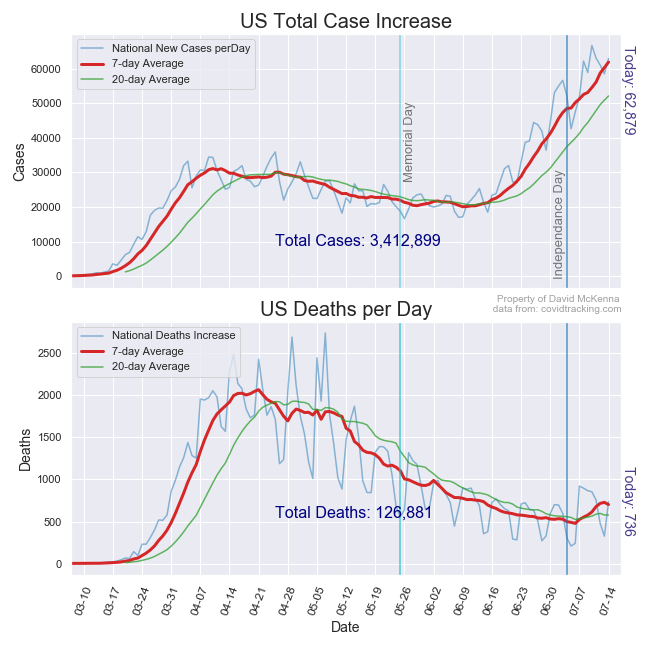 US Total Case Increase
National New Cases perDay
7-day Average
20-day Average
60000
50000
40000
30000
20000
10000
0
Cases
Memorial Day
Independence Day
Today: 62,879
Total Cases: 3,412,899
Property of David McKenna
data from: covidtracking.com
US Deaths per Day
National Deaths Increase
7-day Average
20-day Average
2500
2000
1500
1000
500
0
Deaths
Total Deaths: 126,881
Today: 736
03-10 03-17 03-24 03-31 04-07 04-14 04-21 04-28 05-05 05-12 05-19 05-26 06-02 06-09 06-16 06-23 06-30 07-07 07-14
Date